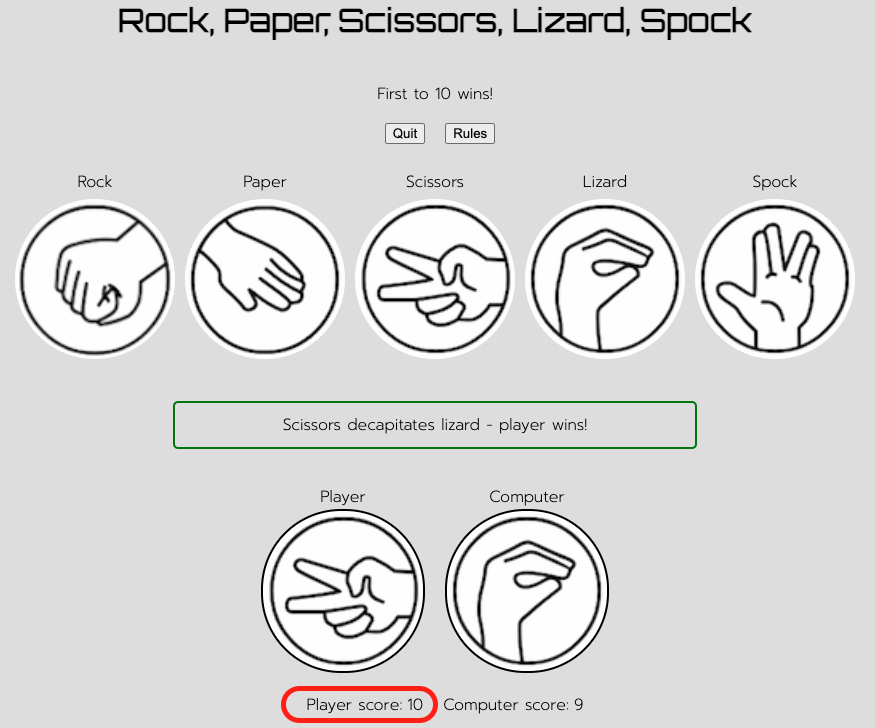 Rock, Paper, Scissors, Lizard, Spock
First to 10 wins!
Quit Rules
Rock Paper Scissors Lizard Spock
Scissors decapitates lizard - player wins!
Player Computer
Player score: 10 Computer score: 9